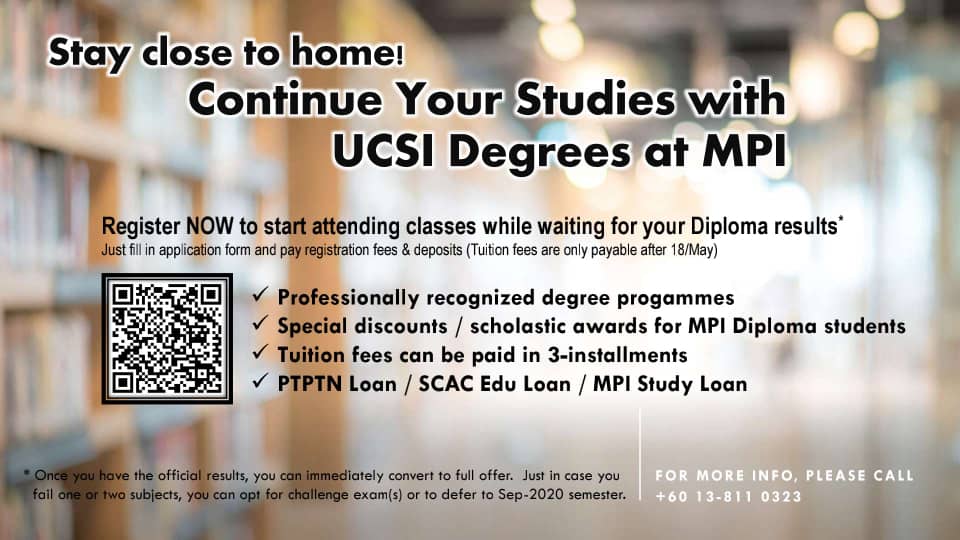 Stay close to home!
Continue Your Studies with
UCSI Degrees at MPI
Register NOW to start attending classes while waiting for your Diploma results*
Just fill in application form and pay registration fees & deposits (Tuition fees are only payable after 18/May)
✓ Professionally recognized degree progammes
✓ Special discounts / scholastic awards for MPI Diploma students
✓ Tuition fees can be paid in 3-installments
✓ PTPTN Loan / SCAC Edu Loan / MPI Study Loan
* Once you have the official results, you can immediately convert to full offer. Just in case you
fail one or two subjects, you can opt for challenge exam(s) or to defer to Sep-2020 semester.
FOR MORE INFO, PLEASE CALL
+60 13-811 0323